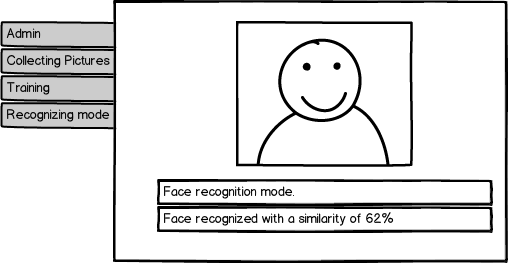 Admin
Collecting Pictures
Training
Recognizing mode
Face recognition mode.
Face recognized with a similarity of 62%